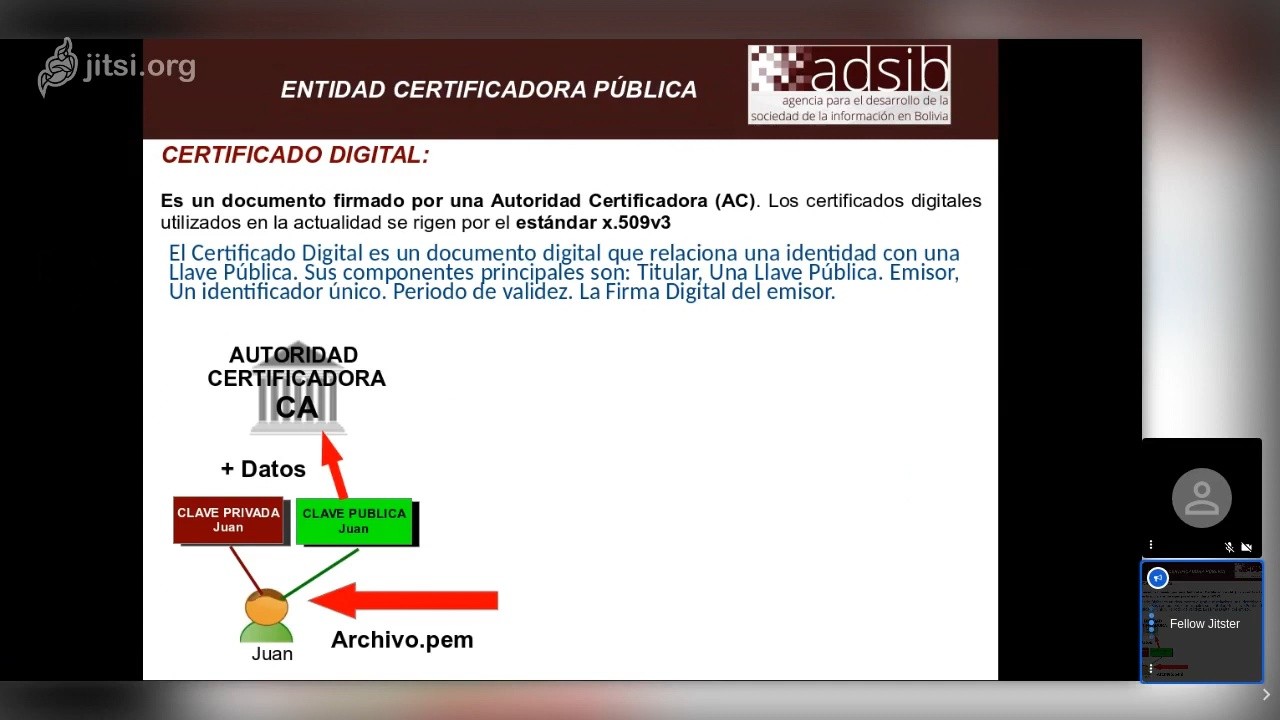 jitsi.org
ENTIDAD CERTIFICADORA PÚBLICA
adsib
agencia para el desarrollo de la
sociedad de la información en Bolivia
CERTIFICADO DIGITAL:
Es un documento firmado por una Autoridad Certificadora (AC). Los certificados digitales
utilizados en la actualidad se rigen por el estándar x.509v3
El Certificado Digital es un documento digital que relaciona una identidad con una
Llave Pública. Sus componentes principales son: Titular, Una Llave Pública. Emisor,
Un identificador único. Periodo de validez. La Firma Digital del emisor.
AUTORIDAD
CERTIFICADORA
CA
+ Datos
CLAVE PRIVADA
Juan
CLAVE PUBLICA
Juan
Archivo.pem
Juan
Fellow Jitster